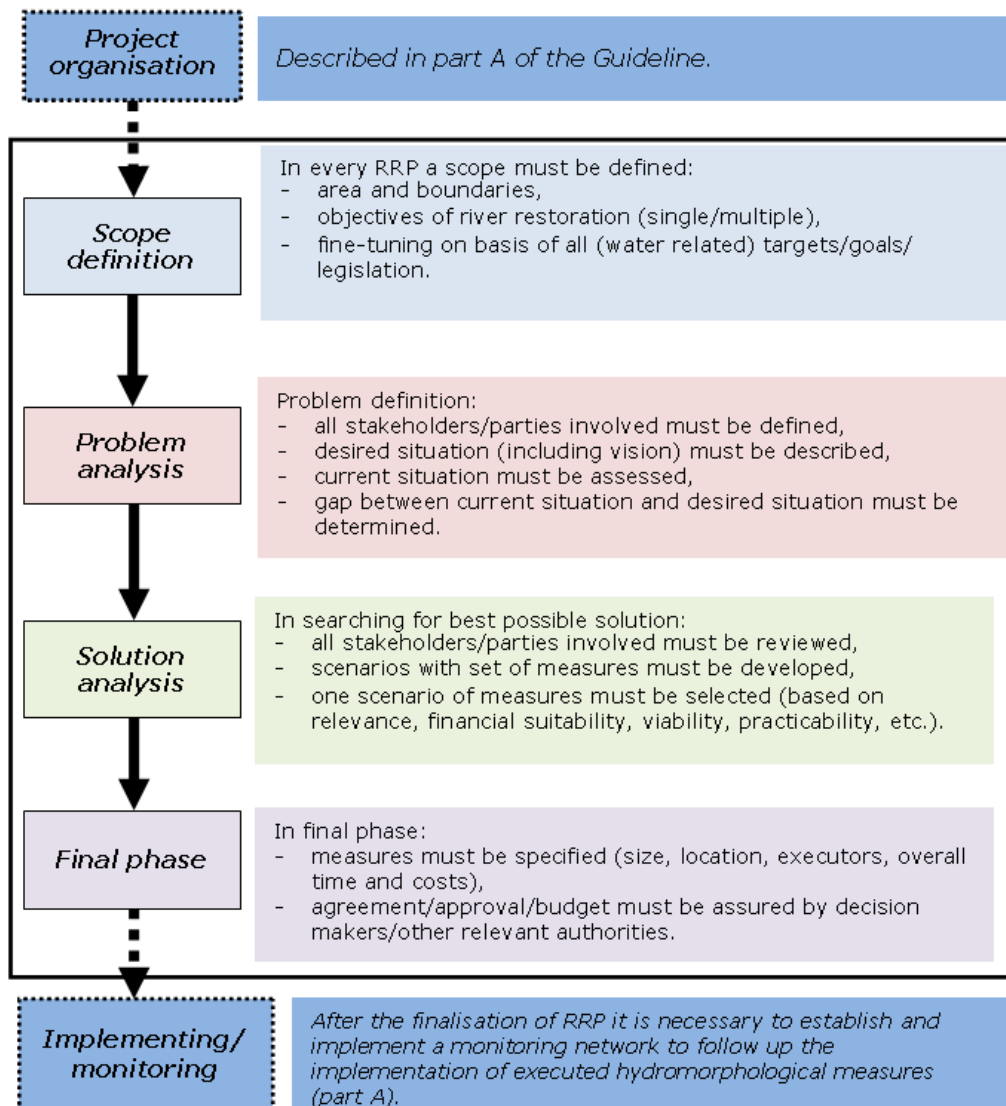 Project
organisation
Described in part A of the Guideline.
Scope
definition
In every RRP a scope must be defined:
- area and boundaries,
- objectives of river restoration (single/multiple),
- fine-tuning on basis of all (water related) targets/goals/
legislation.
Problem
analysis
Problem definition:
- all stakeholders/parties involved must be defined,
- desired situation (including vision) must be described,
- current situation must be assessed,
- gap between current situation and desired situation must be
determined.
Solution
analysis
In searching for best possible solution:
- all stakeholders/parties involved must be reviewed,
- scenarios with set of measures must be developed,
- one scenario of measures must be selected (based on
relevance, financial suitability, viability, practicability, etc.).
Final phase
In final phase:
- measures must be specified (size, location, executors, overall
time and costs),
- agreement/approval/budget must be assured by decision
makers/other relevant authorities.
Implementing/
monitoring
After the finalisation of RRP it is necessary to establish and
implement a monitoring network to follow up the
implementation of executed hydromorphological measures
(part A).